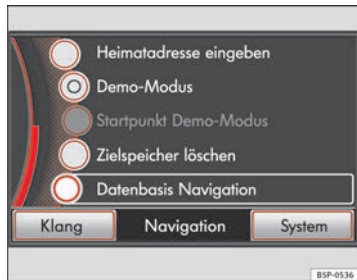 Heimatadresse eingeben
Demo-Modus
Startpunkt Demo-Modus
Zielspeicher löschen
Datenbasis Navigation
Klang Navigation System
B5P-0536